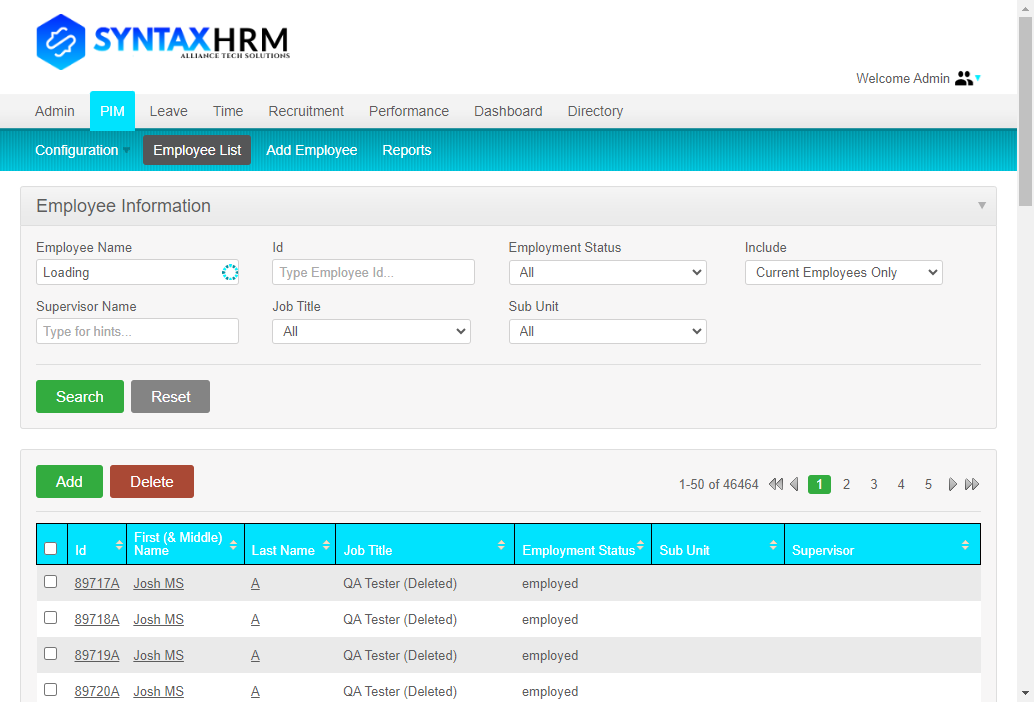 SYNTAXHRM
ALLIANCE TECH SOLUTIONS
Welcome Admin
Admin PIM Leave Time Recruitment Performance Dashboard Directory
Configuration Employee List Add Employee Reports
Employee Information
Employee Name Id Employment Status Include
Loading Type Employee Id... All Current Employees Only
Supervisor Name Job Title Sub Unit
Type for hints... All All
Search Reset
Add Delete 1-50 of 46464 1 2 3 4 5
Id First (& Middle) Name Last Name Job Title Employment Status Sub Unit Supervisor
89717A Josh MS A QA Tester (Deleted) employed
89718A Josh MS A QA Tester (Deleted) employed
89719A Josh MS A QA Tester (Deleted) employed
89720A Josh MS A QA Tester (Deleted) employed